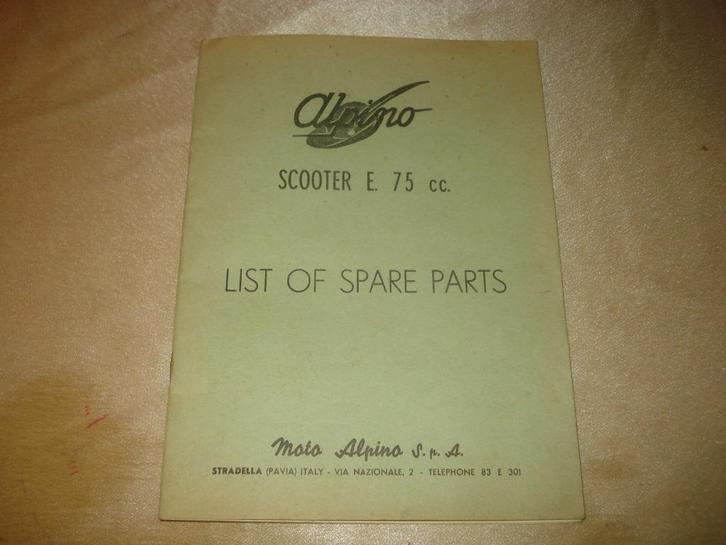 Alpino
SCOOTER E. 75 cc.
LIST OF SPARE PARTS
Moto Alpino S. p. A.
STRADELLA (PAVIA) ITALY - VIA NAZIONALE, 2 - TELEPHONE 83 E 301